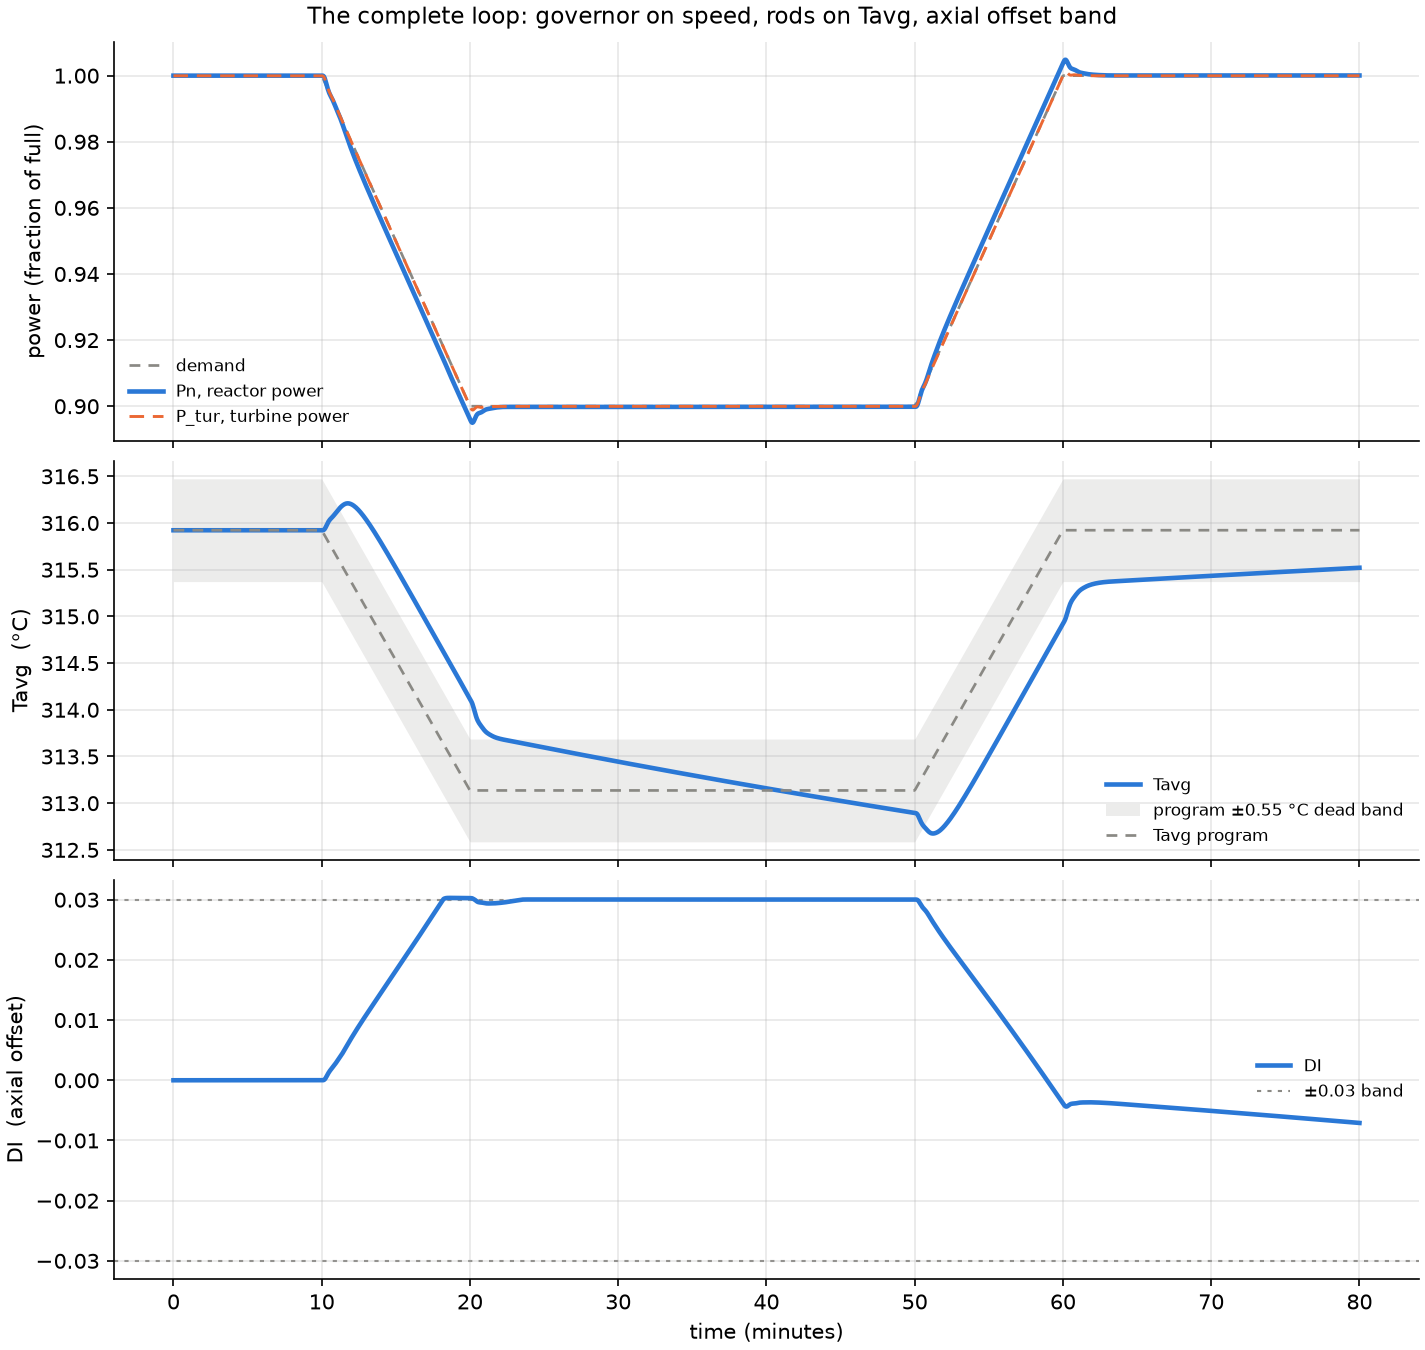 The complete loop: governor on speed, rods on Tavg, axial offset band
power (fraction of full)
1.00
0.98
0.96
0.94
0.92
0.90
demand
Pn, reactor power
P_tur, turbine power
Tavg (°C)
316.5
316.0
315.5
315.0
314.5
314.0
313.5
313.0
312.5
Tavg
program ±0.55 °C dead band
Tavg program
DI (axial offset)
0.03
0.02
0.01
0.00
−0.01
−0.02
−0.03
DI
±0.03 band
0 10 20 30 40 50 60 70 80
time (minutes)